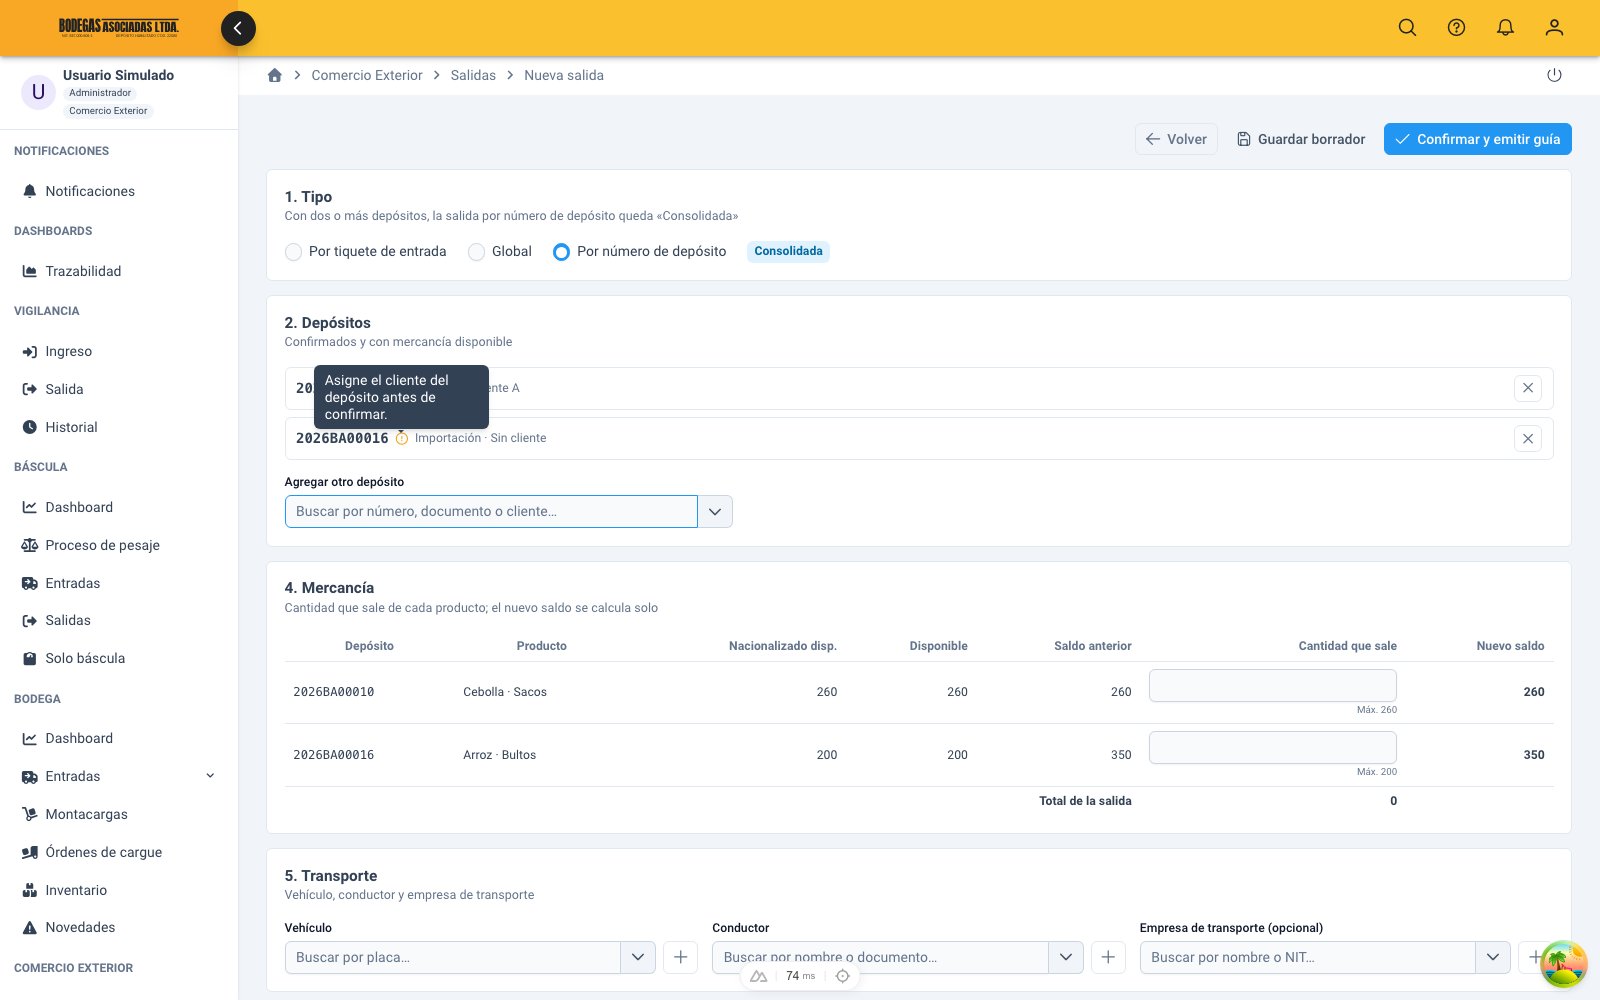 BODEGAS ASOCIADAS LTDA.
Usuario Simulado
U
Administrador
Comercio Exterior
NOTIFICACIONES
Notificaciones
DASHBOARDS
Trazabilidad
VIGILANCIA
Ingreso
Salida
Historial
BÁSCULA
Dashboard
Proceso de pesaje
Entradas
Salidas
Solo báscula
BODEGA
Dashboard
Entradas
Montacargas
Órdenes de cargue
Inventario
Novedades
COMERCIO EXTERIOR
Comercio Exterior > Salidas > Nueva salida
Volver Guardar borrador Confirmar y emitir guía
1. Tipo
Con dos o más depósitos, la salida por número de depósito queda «Consolidada»
Por tiquete de entrada Global Por número de depósito Consolidada
2. Depósitos
Confirmados y con mercancía disponible
Asigne el cliente del
depósito antes de
confirmar.
A
2026BA00016 Importación · Sin cliente
Agregar otro depósito
Buscar por número, documento o cliente...
4. Mercancía
Cantidad que sale de cada producto; el nuevo saldo se calcula solo
Depósito Producto Nacionalizado disp. Disponible Saldo anterior Cantidad que sale Nuevo saldo
2026BA00010 Cebolla · Sacos 260 260 260 260
Máx. 260
2026BA00016 Arroz · Bultos 200 200 350 350
Máx. 200
Total de la salida 0
5. Transporte
Vehículo, conductor y empresa de transporte
Vehículo Conductor Empresa de transporte (opcional)
Buscar por placa... Buscar por nombre o documento... Buscar por nombre o NIT...
74 ms